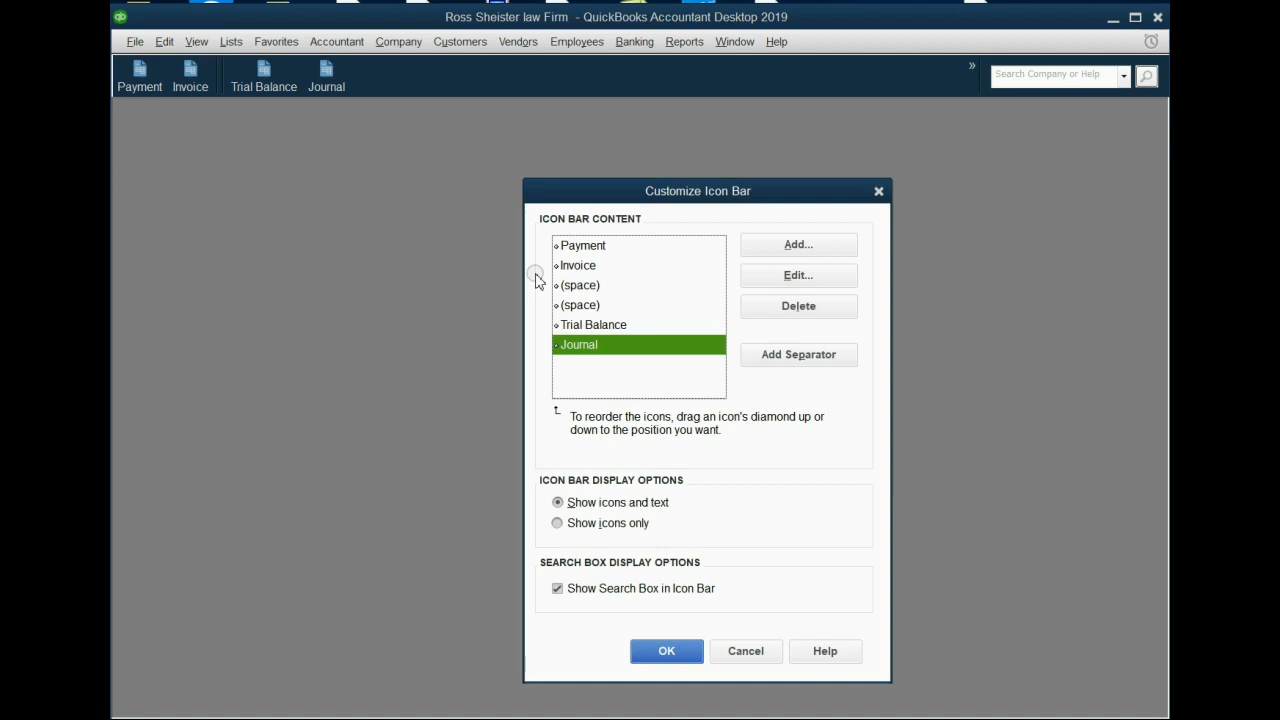 Ross Sheister law Firm - QuickBooks Accountant Desktop 2019
File Edit View Lists Favorites Accountant Company Customers Vendors Employees Banking Reports Window Help
Payment Invoice Trial Balance Journal
» Search Company or Help
Customize Icon Bar
ICON BAR CONTENT
Payment
Invoice
(space)
(space)
Trial Balance
Journal
Add...
Edit...
Delete
Add Separator
To reorder the icons, drag an icon's diamond up or
down to the position you want.
ICON BAR DISPLAY OPTIONS
Show icons and text
Show icons only
SEARCH BOX DISPLAY OPTIONS
Show Search Box in Icon Bar
OK Cancel Help